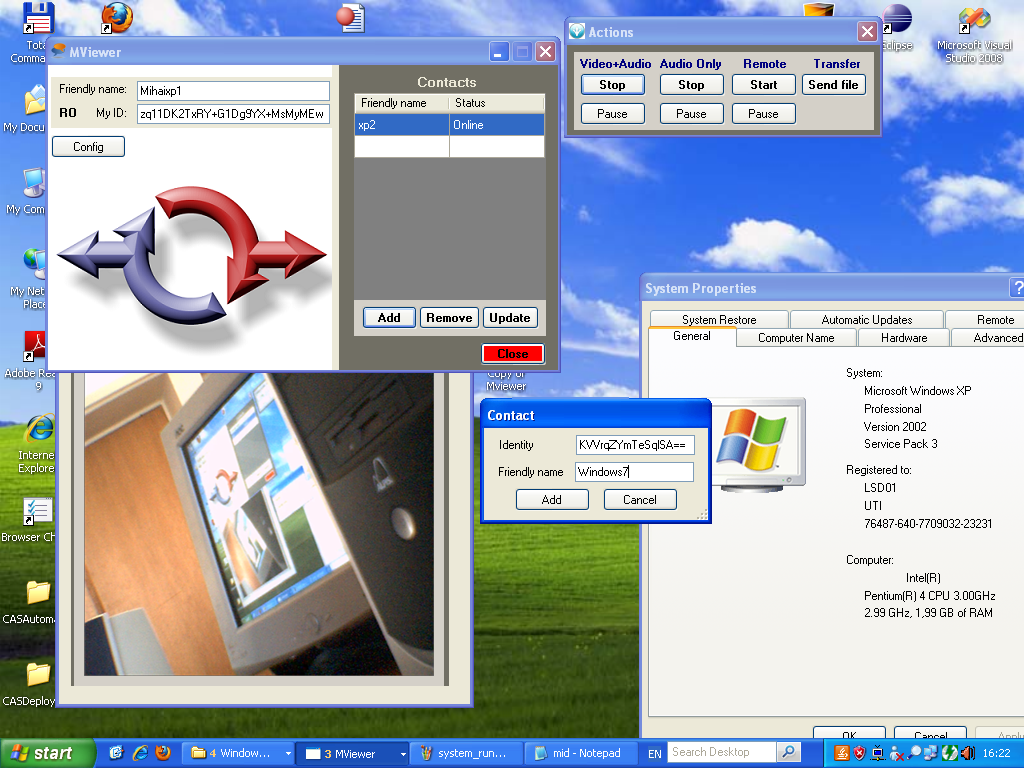 Total
Comma
My Docu
My Com
My Net
Place
Adobe Rea
9
Interne
Explore
Browser Ch
CASAutom
CASDeploy
Eclipse
Microsoft Visual
Studio 2008
MViewer
Friendly name:
Mihaixp1
RO
My ID:
zq11DK2TxRY+G1Dg9YX+MsMyMEw
Config
Contacts
Friendly name
Status
xp2
Online
Add
Remove
Update
Close
Actions
Video+Audio
Audio Only
Remote
Transfer
Stop
Stop
Start
Send file
Pause
Pause
Pause
Copy of
Mviewer
Contact
Identity
KVVrqZYmTeSqlSA==
Friendly name
Windows7
Add
Cancel
System Properties
System Restore
Automatic Updates
Remote
General
Computer Name
Hardware
Advanced
System:
Microsoft Windows XP
Professional
Version 2002
Service Pack 3
Registered to:
LSD01
UTI
76487-640-7709032-23231
Computer:
Intel(R)
Pentium(R) 4 CPU 3.00GHz
2.99 GHz, 1,99 GB of RAM
OK
Cancel
Apply
start
4 Window...
3 MViewer
system_run...
mid - Notepad
EN
Search Desktop
16:22